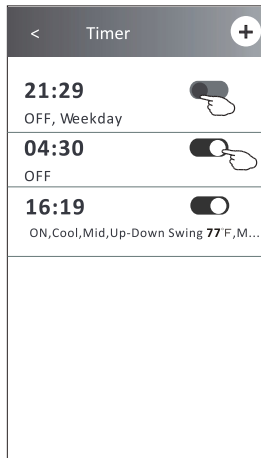 < Timer +
21:29
OFF, Weekday
04:30
OFF
16:19
ON,Cool,Mid,Up-Down Swing 77°F,M...